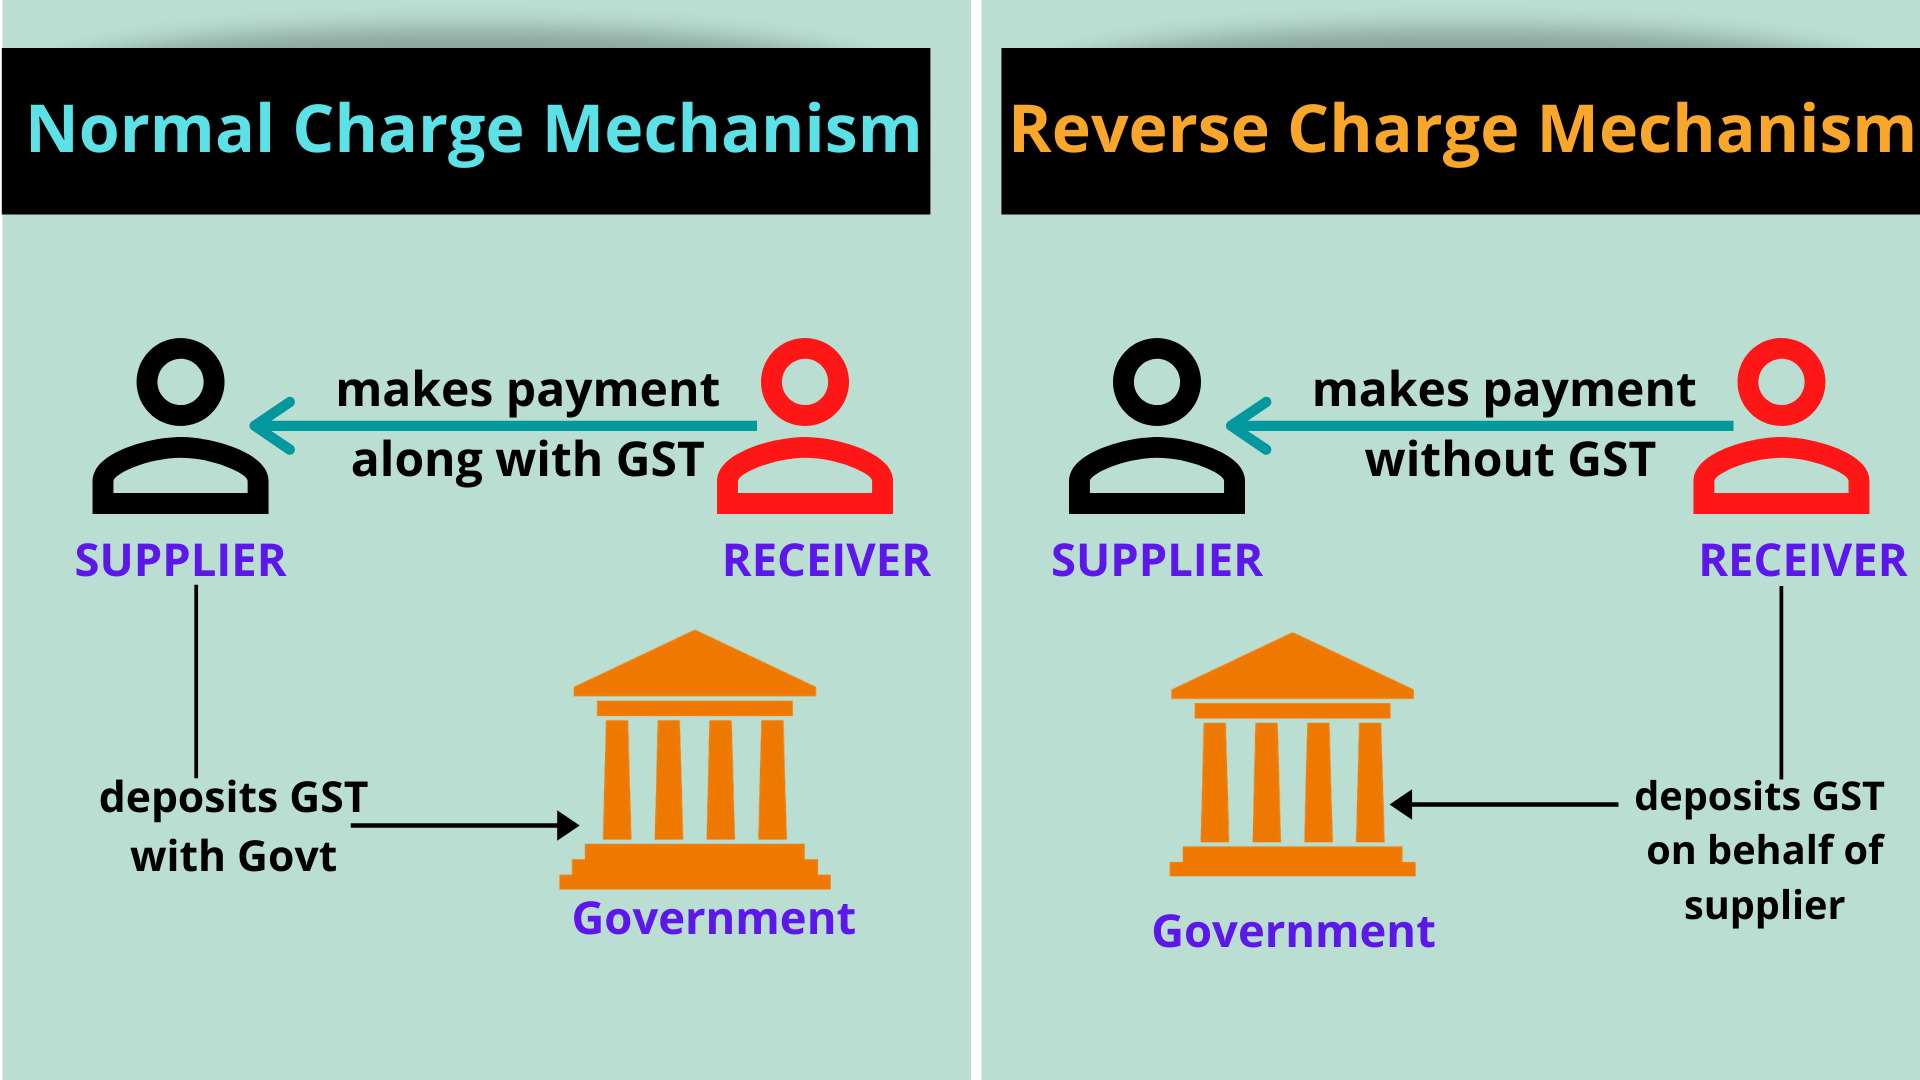 Normal Charge Mechanism
makes payment
along with GST
SUPPLIER
RECEIVER
deposits GST
with Govt
Government
Reverse Charge Mechanism
makes payment
without GST
SUPPLIER
RECEIVER
deposits GST
on behalf of
supplier
Government